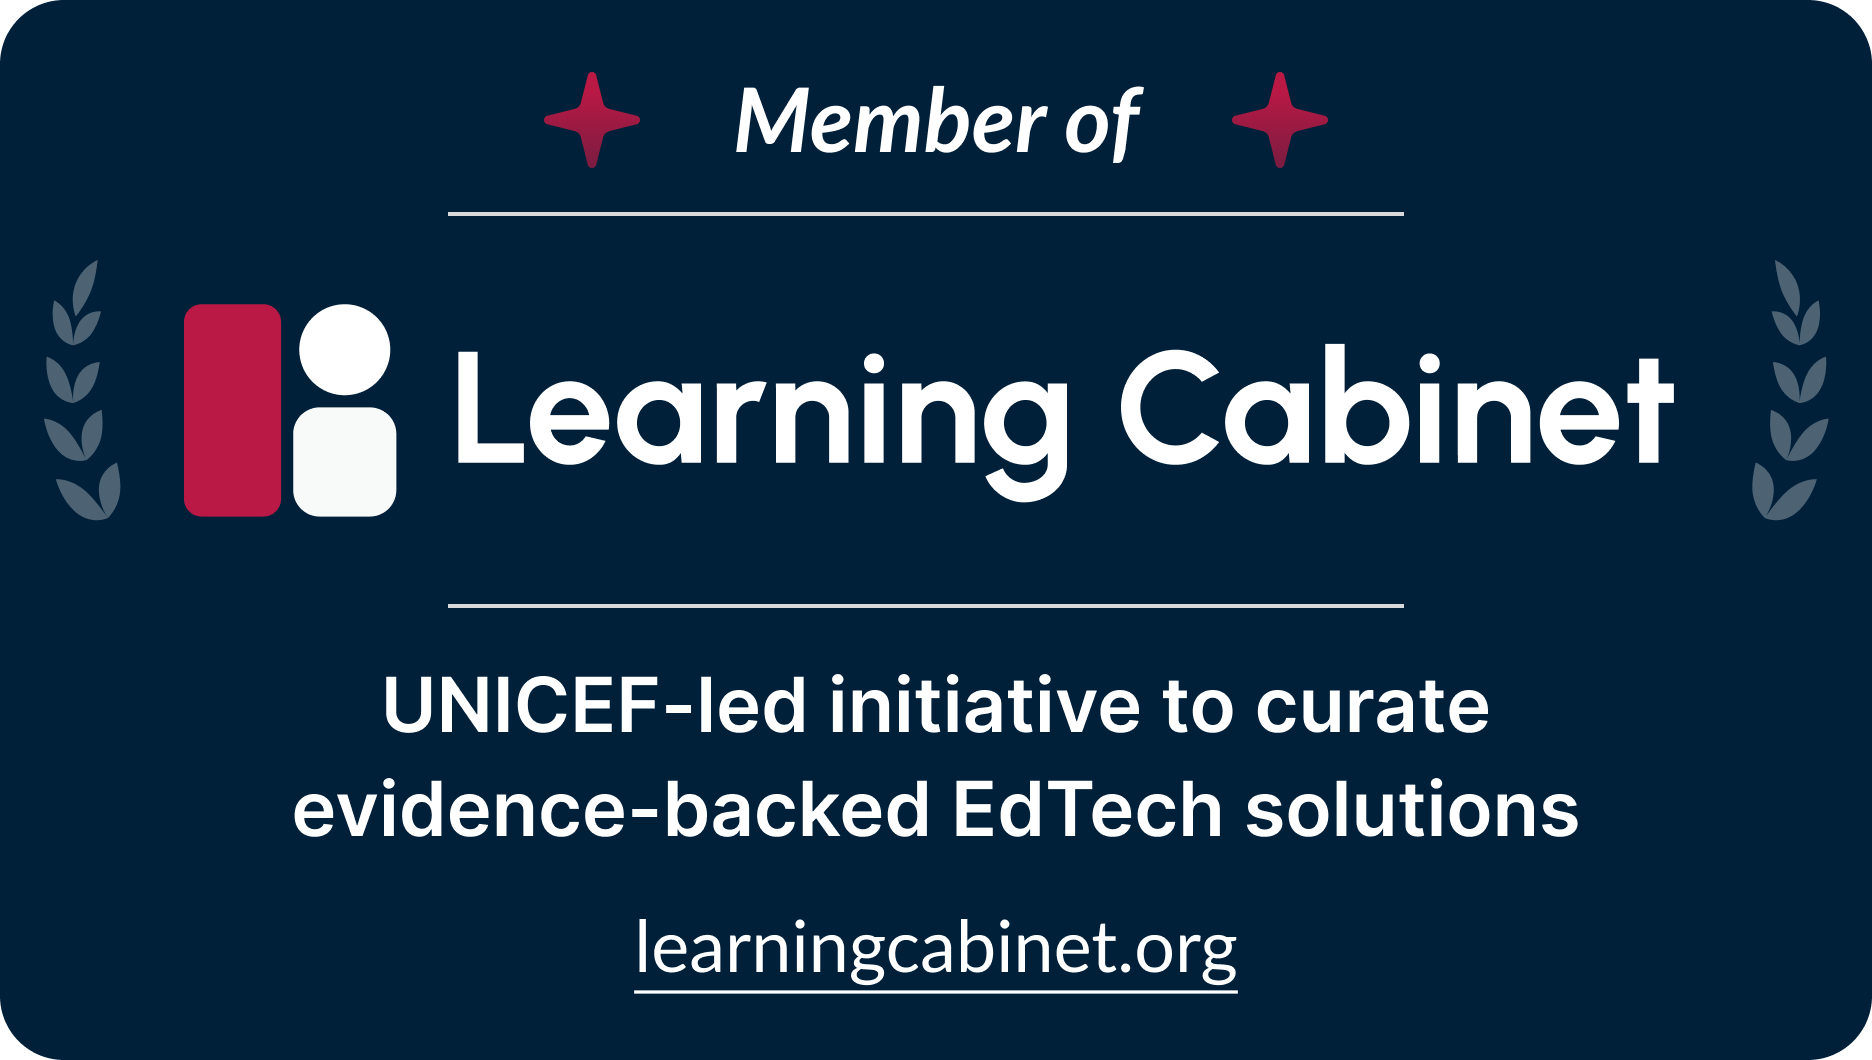 Member of
Learning Cabinet
UNICEF-led initiative to curate
evidence-backed EdTech solutions
learningcabinet.org